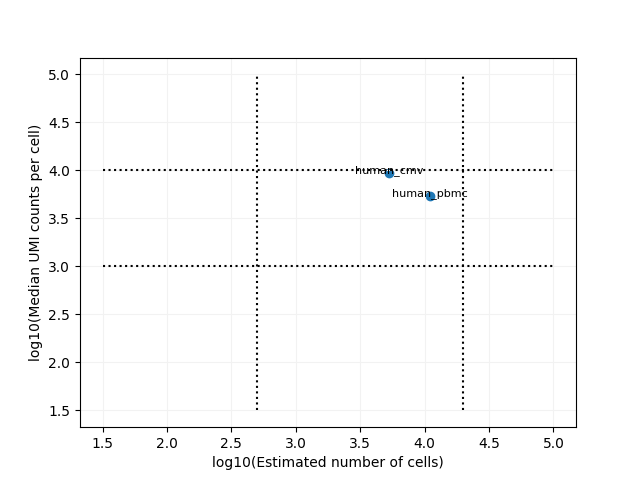 5.0
4.5
4.0
3.5
3.0
2.5
2.0
1.5
log10(Median UMI counts per cell)
human_cmv
human_pbmc
1.5 2.0 2.5 3.0 3.5 4.0 4.5 5.0
log10(Estimated number of cells)